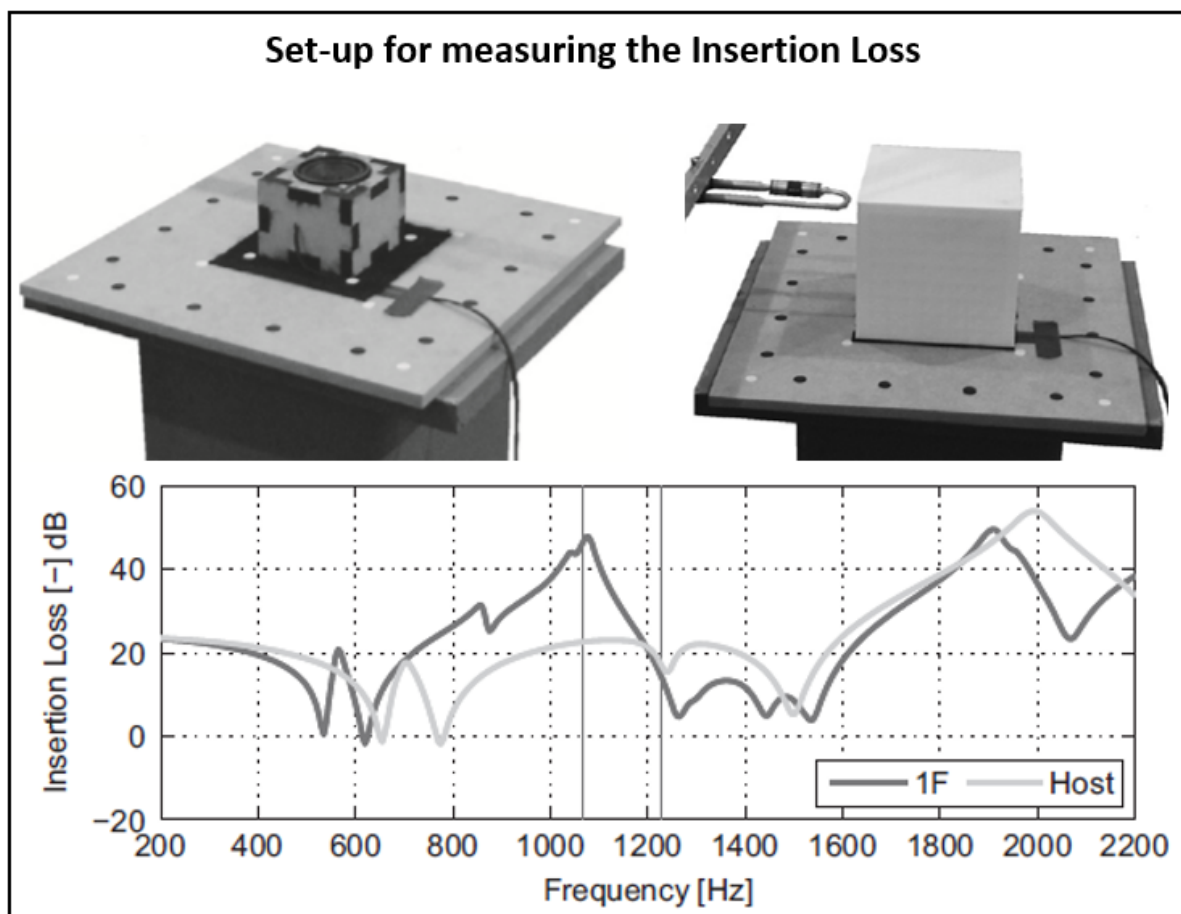 Set-up for measuring the Insertion Loss
60
40
20
0
−20
Insertion Loss [−] dB
1F Host
200 400 600 800 1000 1200 1400 1600 1800 2000 2200
Frequency [Hz]